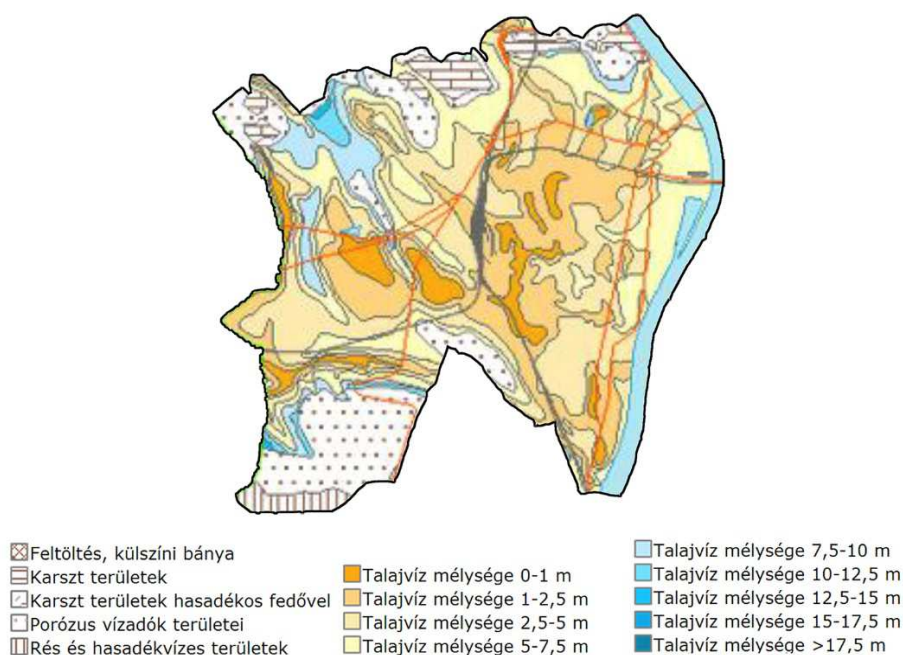 Feltöltés, külszíni bánya
Karszt területek
Karszt területek hasadékos fedővel
Porózus vízadók területei
Rés és hasadékvízes területek
Talajvíz mélysége 0-1 m
Talajvíz mélysége 1-2,5 m
Talajvíz mélysége 2,5-5 m
Talajvíz mélysége 5-7,5 m
Talajvíz mélysége 7,5-10 m
Talajvíz mélysége 10-12,5 m
Talajvíz mélysége 12,5-15 m
Talajvíz mélysége 15-17,5 m
Talajvíz mélysége >17,5 m